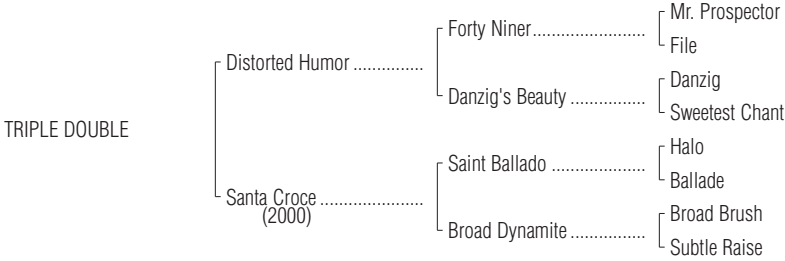 Mr. Prospector
Forty Niner........................
File
Distorted Humor ...............
Danzig
Danzig's Beauty ................
Sweetest Chant
TRIPLE DOUBLE
Halo
Saint Ballado ....................
Ballade
Santa Croce ......................
(2000)
Broad Brush
Broad Dynamite ................
Subtle Raise